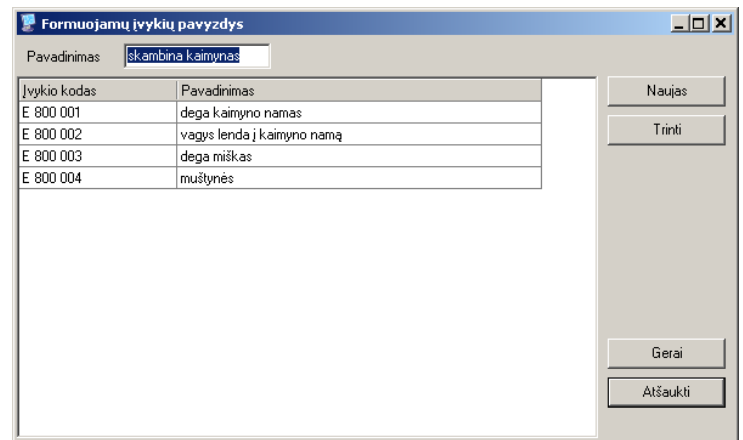 Formuojamų įvykių pavyzdys
Pavadinimas skambina kaimynas
Įvykio kodas Pavadinimas
E 800 001 dega kaimyno namas
E 800 002 vagys lenda į kaimyno namą
E 800 003 dega miškas
E 800 004 muštynės
Naujas
Trinti
Gerai
Atšaukti